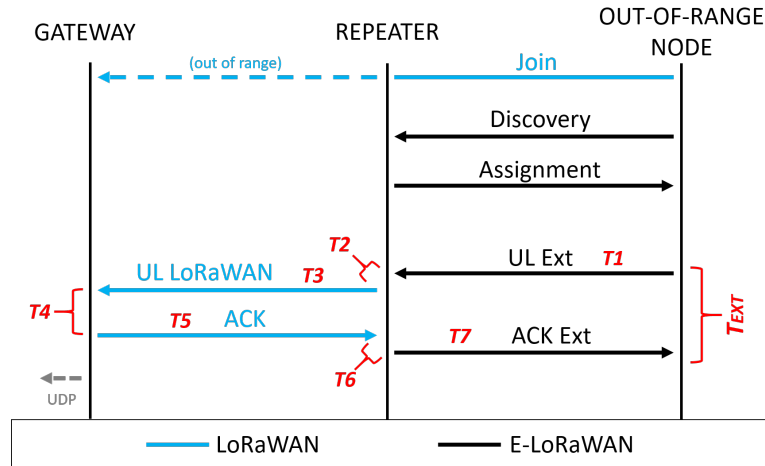 GATEWAY
REPEATER
OUT-OF-RANGE
NODE
(out of range)
Join
Discovery
Assignment
T2
UL Ext
T1
UL LoRaWAN
T3
T4
T5
ACK
T7
ACK Ext
TEXT
T6
UDP
LoRaWAN
E-LoRaWAN